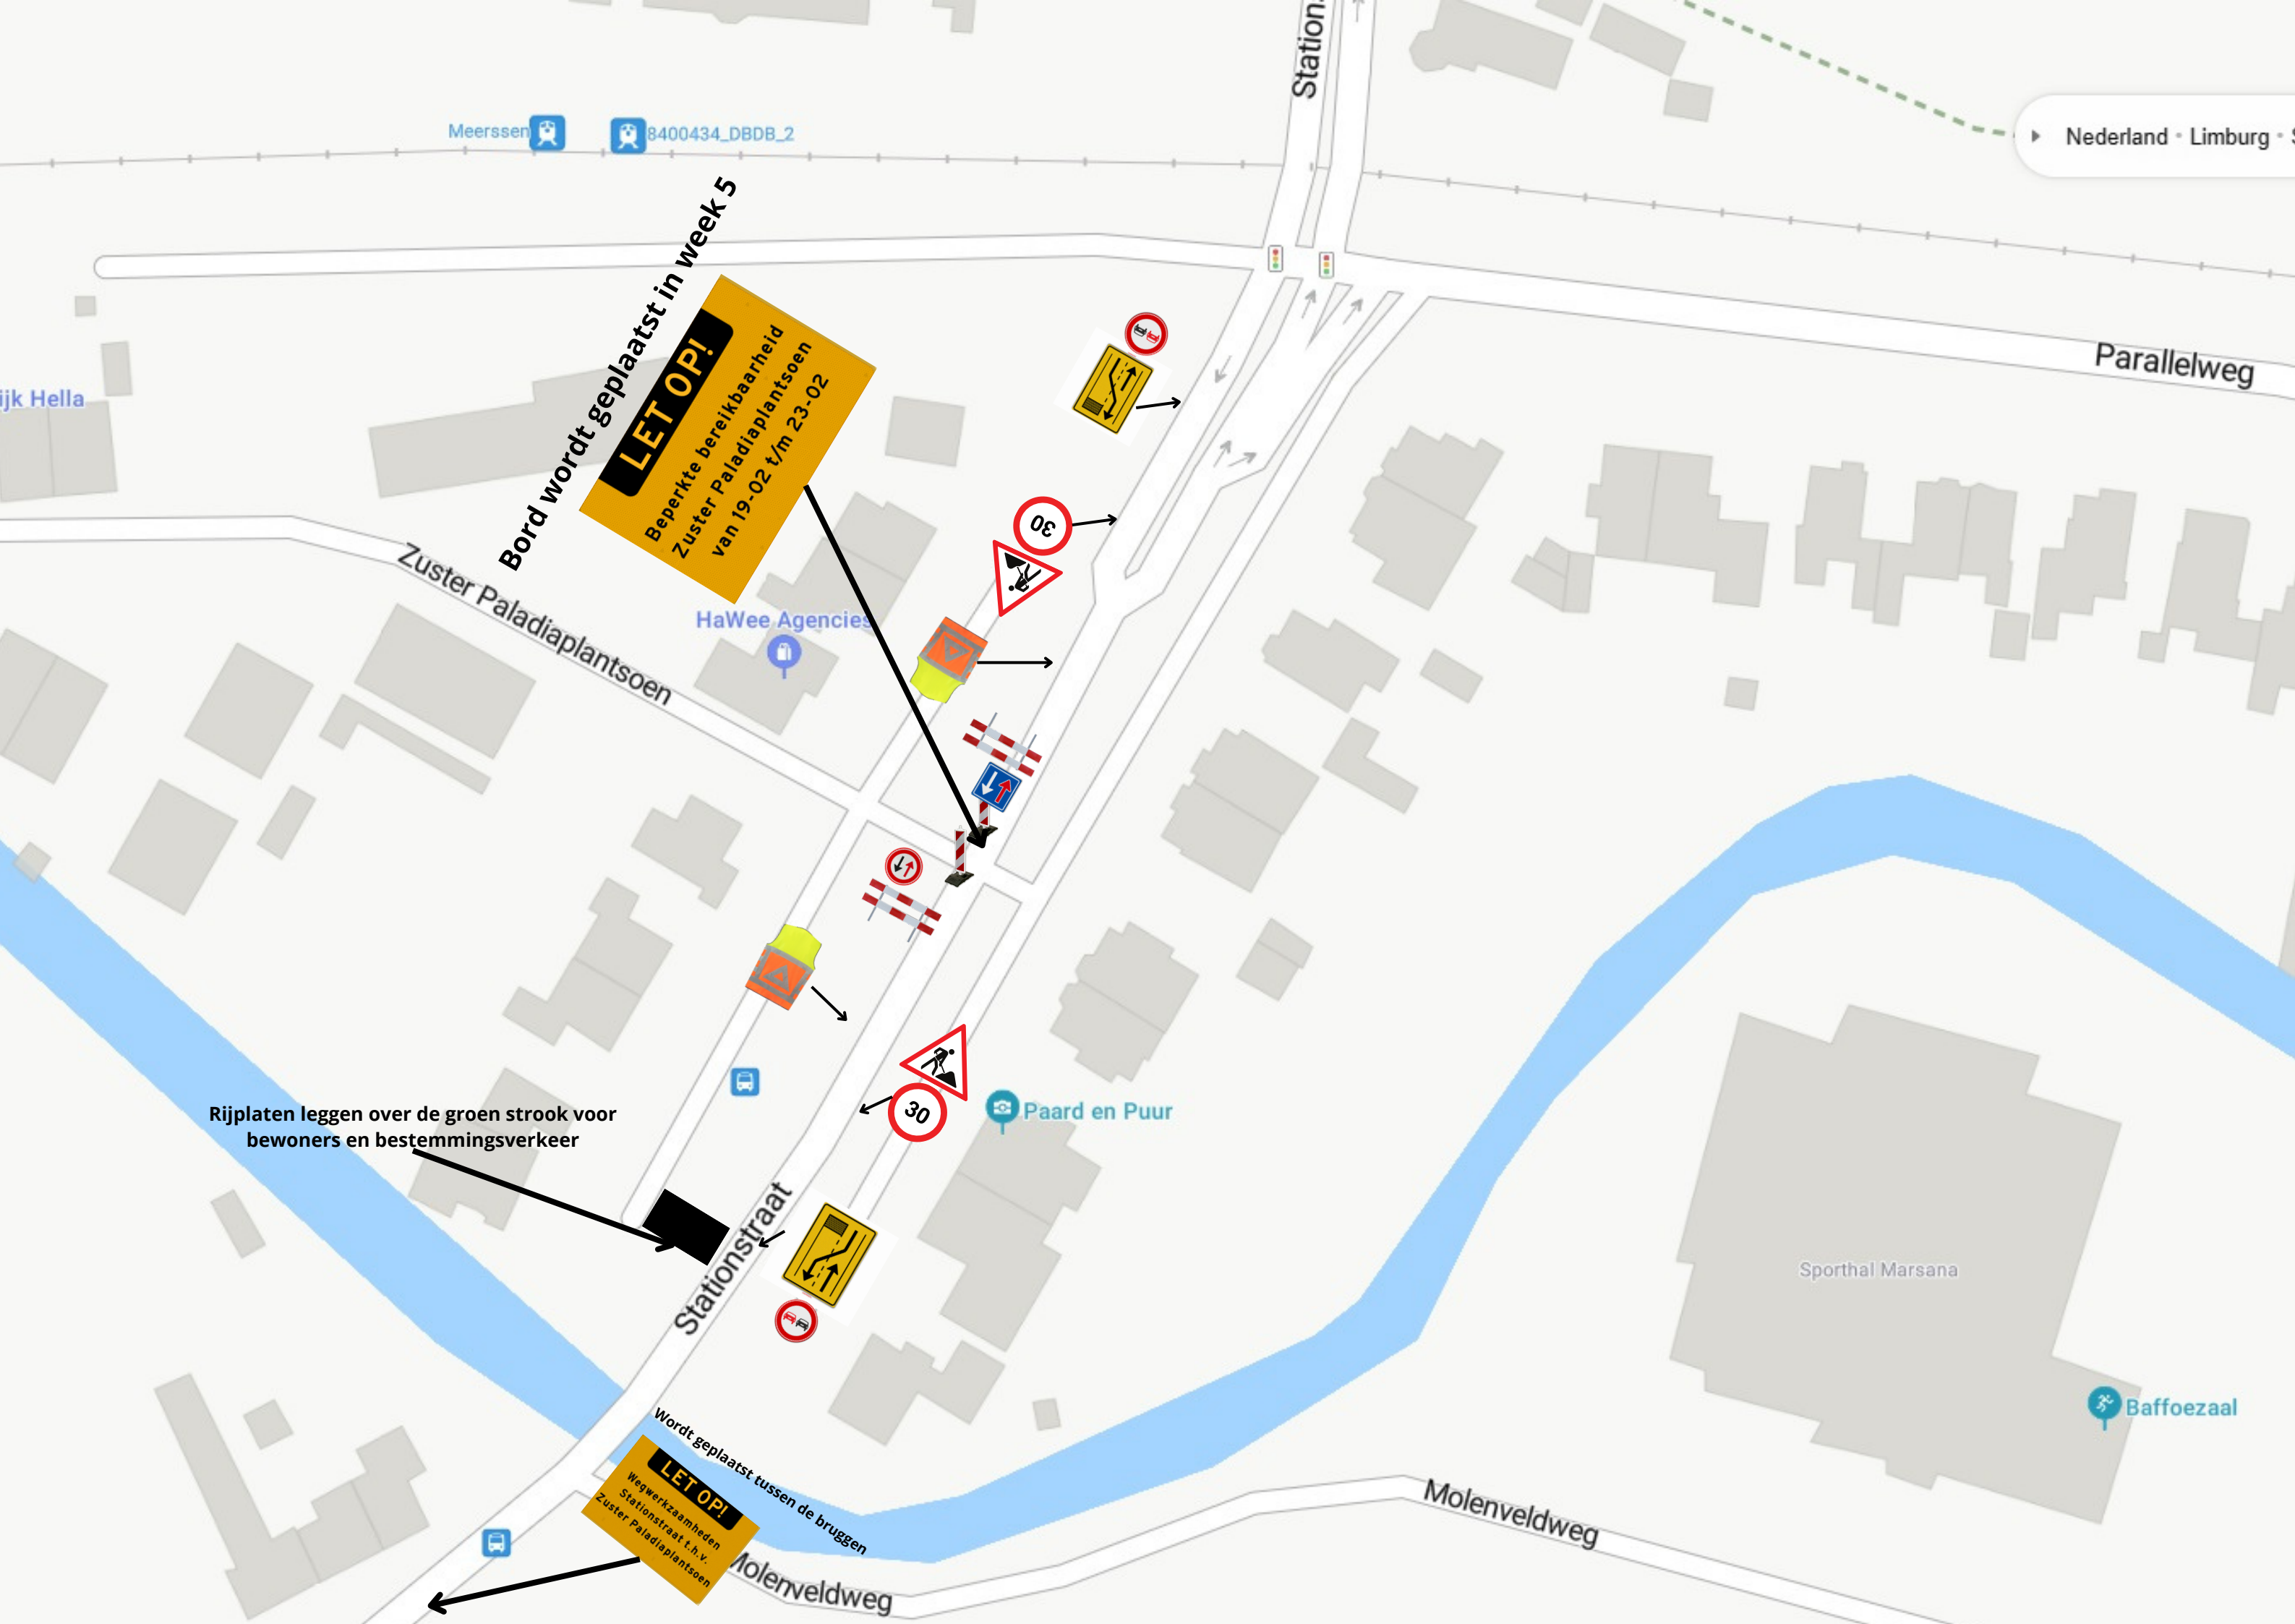 Station
Meerssen
8400434_DBDB_2
Nederland • Limburg •
Bord wordt geplaatst in week 5
LET OP!
Beperkte bereikbaarheid
Zuster Paladiaplantsoen
van 19-02 t/m 23-02
Parallelweg
ijk Hella
30
Zuster Paladiaplantsoen
HaWee Agencies
Rijplaten leggen over de groen strook voor
bewoners en bestemmingsverkeer
30
Paard en Puur
Stationstraat
Sporthal Marsana
Baffoezaal
Wordt geplaatst tussen de bruggen
LET OP!
Wegwerkzaamheden
Stationstraat t.h.v.
Zuster Paladiaplantsoen
Molenveldweg
Molenveldweg